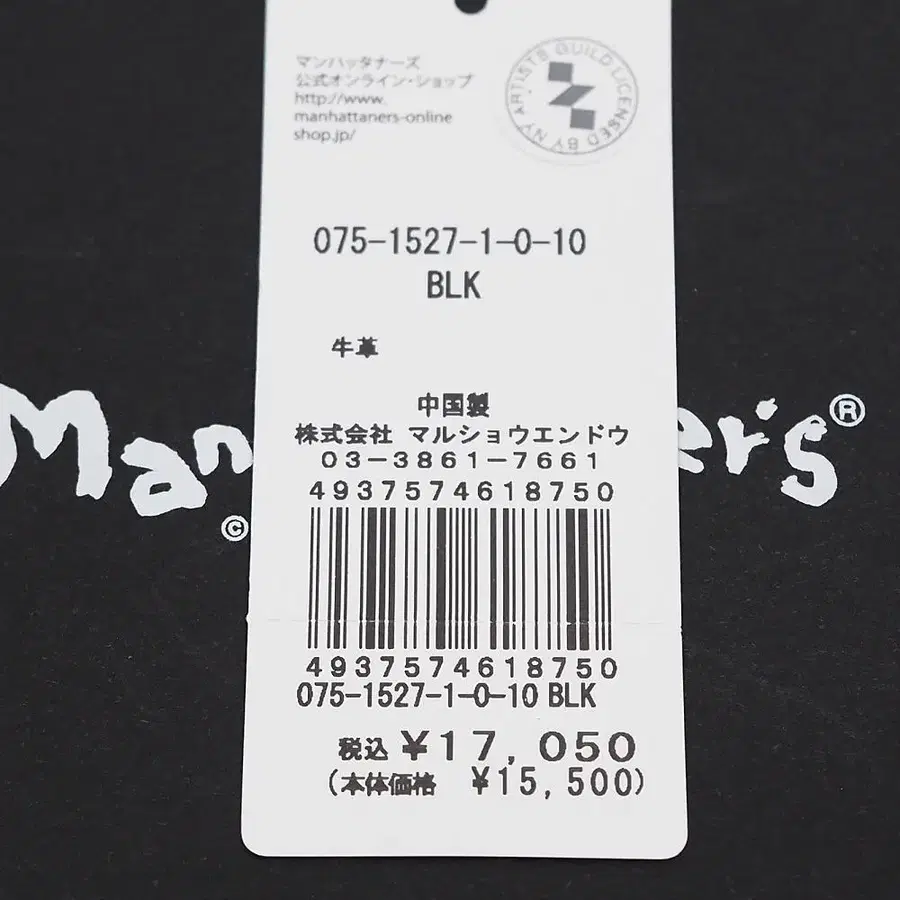 マンハッタナーズ
公式オンライン・ショップ
http://www.
manhattaners-online
shop.jp/
ARTISTS GUILD LICENSED BY NY
075-1527-1-0-10
BLK
牛革
中国製
株式会社 マルショウエンドウ
03-3861-7661
4937574618750
Man er's®
©
4937574618750
075-1527-1-0-10 BLK
税込 ¥17,050
(本体価格 ¥15,500)